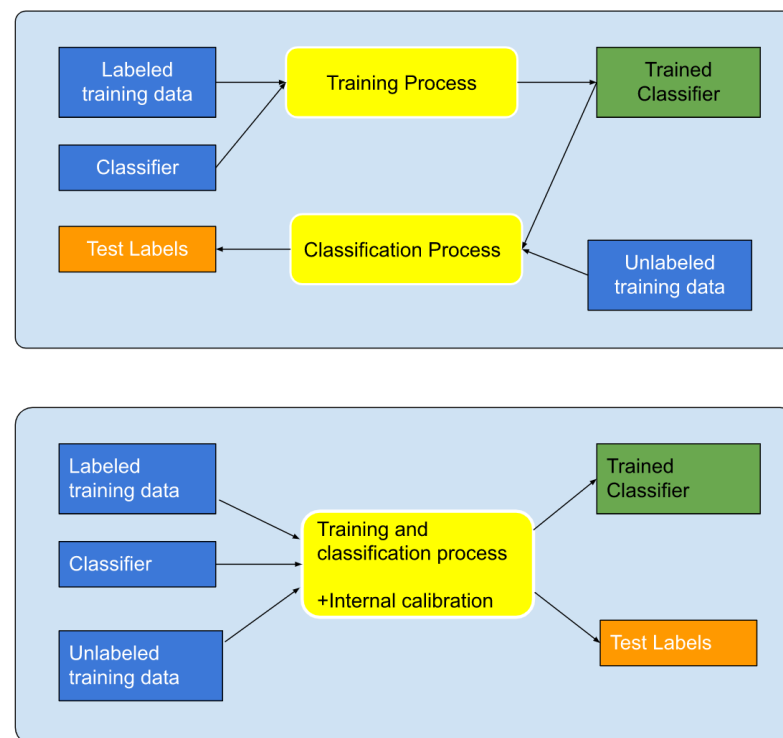 Labeled
training data
Training Process
Trained
Classifier
Classifier
Test Labels
Classification Process
Unlabeled
training data
Labeled
training data
Trained
Classifier
Training and
classification process
+Internal calibration
Classifier
Unlabeled
training data
Test Labels